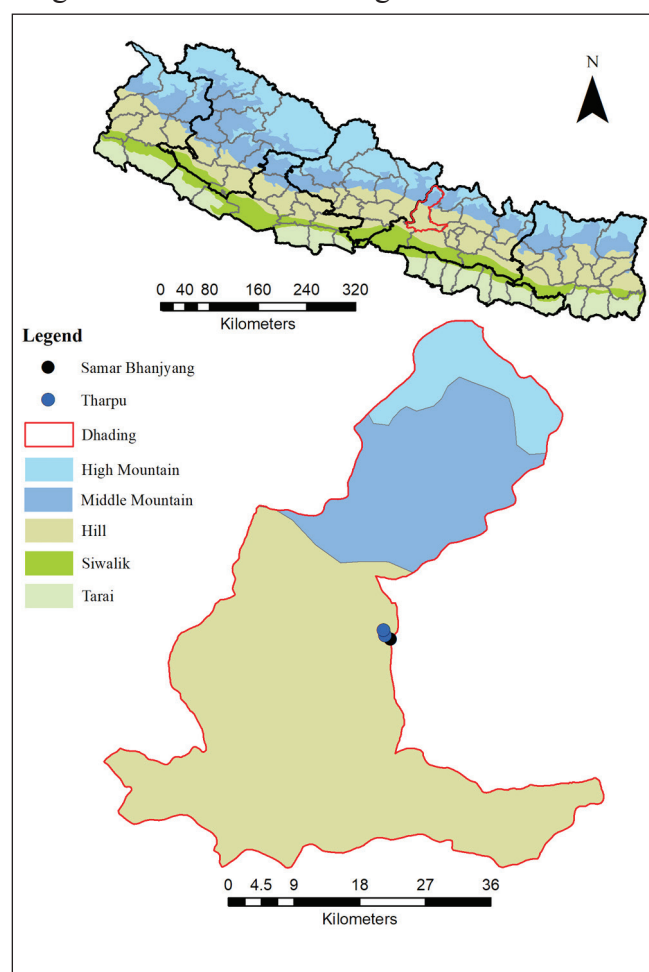 N
0 40 80 160 240 320
Kilometers
Legend
Samar Bhanjyang
Tharpu
Dhading
High Mountain
Middle Mountain
Hill
Siwalik
Tarai
0 4.5 9 18 27 36
Kilometers